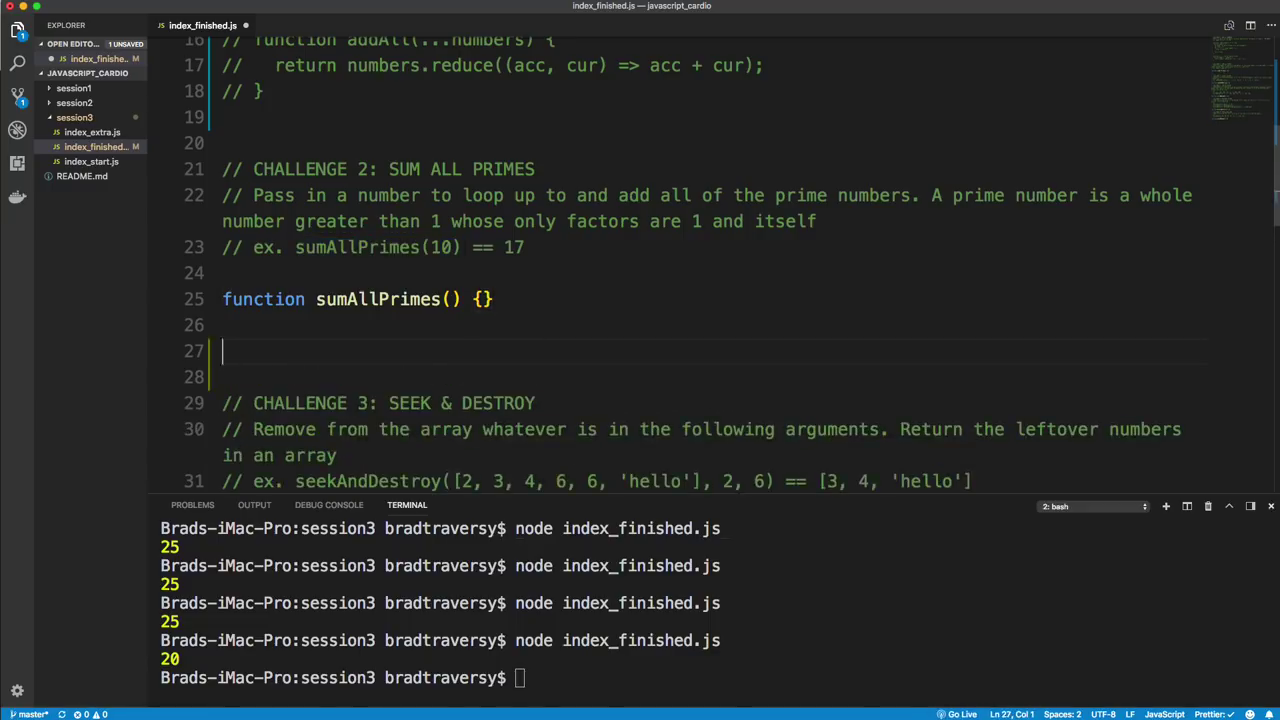 index_finished.js — javascript_cardio
EXPLORER
index_finished.js
OPEN EDITO... 1 UNSAVED
index_finishe... M
JAVASCRIPT_CARDIO
session1
session2
session3
index_extra.js
index_finished... M
index_start.js
README.md
1
1
16 // function addAll(...numbers) {
17 //   return numbers.reduce((acc, cur) => acc + cur);
18 // }
19
20
21 // CHALLENGE 2: SUM ALL PRIMES
22 // Pass in a number to loop up to and add all of the prime numbers. A prime number is a whole
number greater than 1 whose only factors are 1 and itself
23 // ex. sumAllPrimes(10) == 17
24
25 function sumAllPrimes() {}
26
27
28
29 // CHALLENGE 3: SEEK & DESTROY
30 // Remove from the array whatever is in the following arguments. Return the leftover numbers
in an array
31 // ex. seekAndDestroy([2, 3, 4, 6, 6, 'hello'], 2, 6) == [3, 4, 'hello']
PROBLEMS OUTPUT DEBUG CONSOLE TERMINAL 2: bash
Brads-iMac-Pro:session3 bradtraversy$ node index_finished.js
25
Brads-iMac-Pro:session3 bradtraversy$ node index_finished.js
25
Brads-iMac-Pro:session3 bradtraversy$ node index_finished.js
25
Brads-iMac-Pro:session3 bradtraversy$ node index_finished.js
20
Brads-iMac-Pro:session3 bradtraversy$
master* 0 0 Go Live Ln 27, Col 1 Spaces: 2 UTF-8 LF JavaScript Prettier: ✓